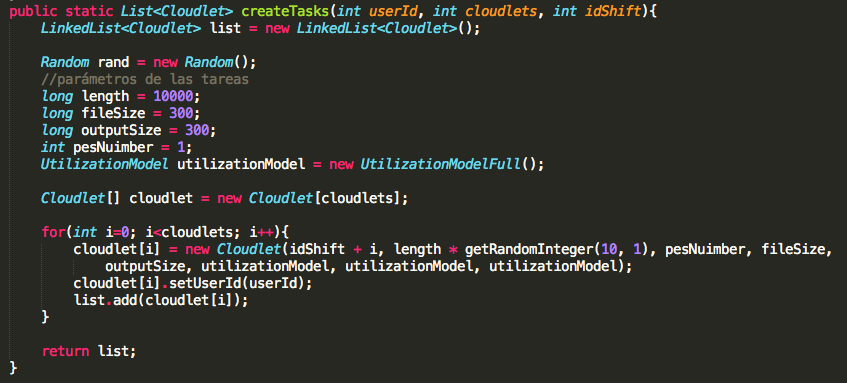 public static List<Cloudlet> createTasks(int userId, int cloudlets, int idShift){
LinkedList<Cloudlet> list = new LinkedList<Cloudlet>();
Random rand = new Random();
//parámetros de las tareas
long length = 10000;
long fileSize = 300;
long outputSize = 300;
int pesNuimber = 1;
UtilizationModel utilizationModel = new UtilizationModelFull();
Cloudlet[] cloudlet = new Cloudlet[cloudlets];
for(int i=0; i<cloudlets; i++){
cloudlet[i] = new Cloudlet(idShift + i, length * getRandomInteger(10, 1), pesNuimber, fileSize,
outputSize, utilizationModel, utilizationModel, utilizationModel);
cloudlet[i].setUserId(userId);
list.add(cloudlet[i]);
}
return list;
}